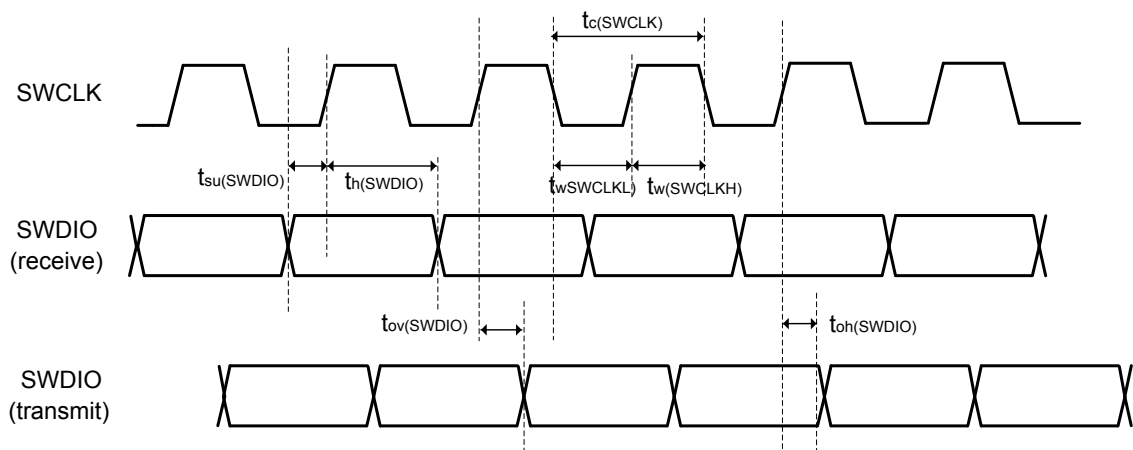 tc(SWCLK)
SWCLK
tsu(SWDIO)
th(SWDIO)
twSWCLKL)
tw(SWCLKH)
SWDIO
(receive)
tov(SWDIO)
toh(SWDIO)
SWDIO
(transmit)